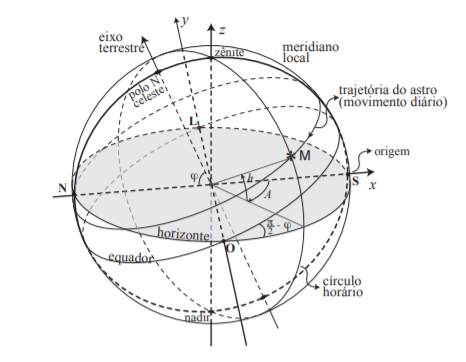 y
z
eixo
terrestre
zênite
meridiano
local
polo N
celeste
trajetória do astro
(movimento diário)
L
M
origem
φ
h
N
S
x
A
π/2 - φ
horizonte
O
equador
círculo
horário
nadir